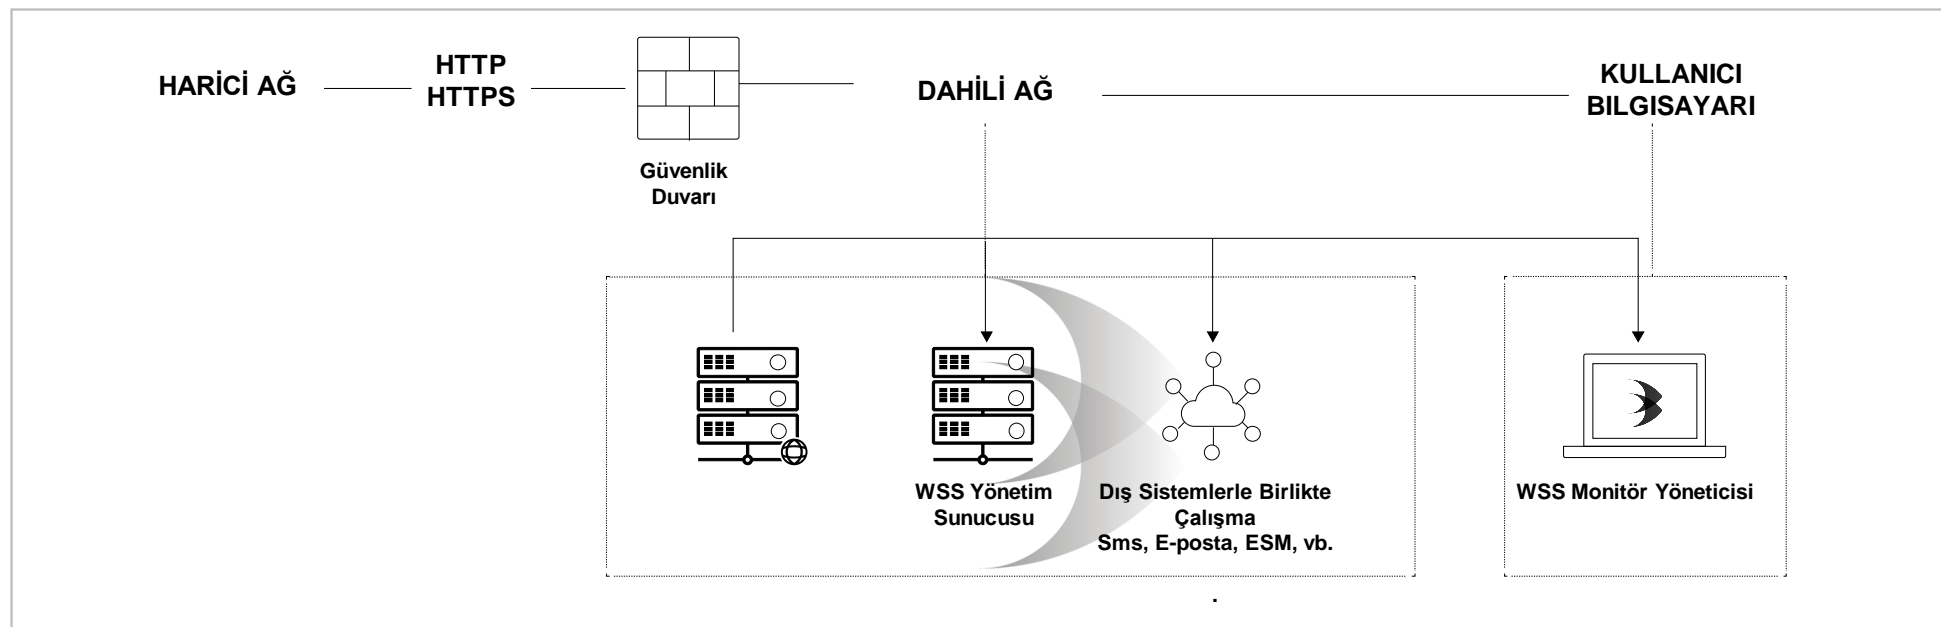 HARİCİ AĞ
HTTP
HTTPS
Güvenlik
Duvarı
DAHİLİ AĞ
KULLANICI
BILGISAYARI
WSS Yönetim
Sunucusu
Dış Sistemlerle Birlikte
Çalışma
Sms, E-posta, ESM, vb.
WSS Monitör Yöneticisi
.